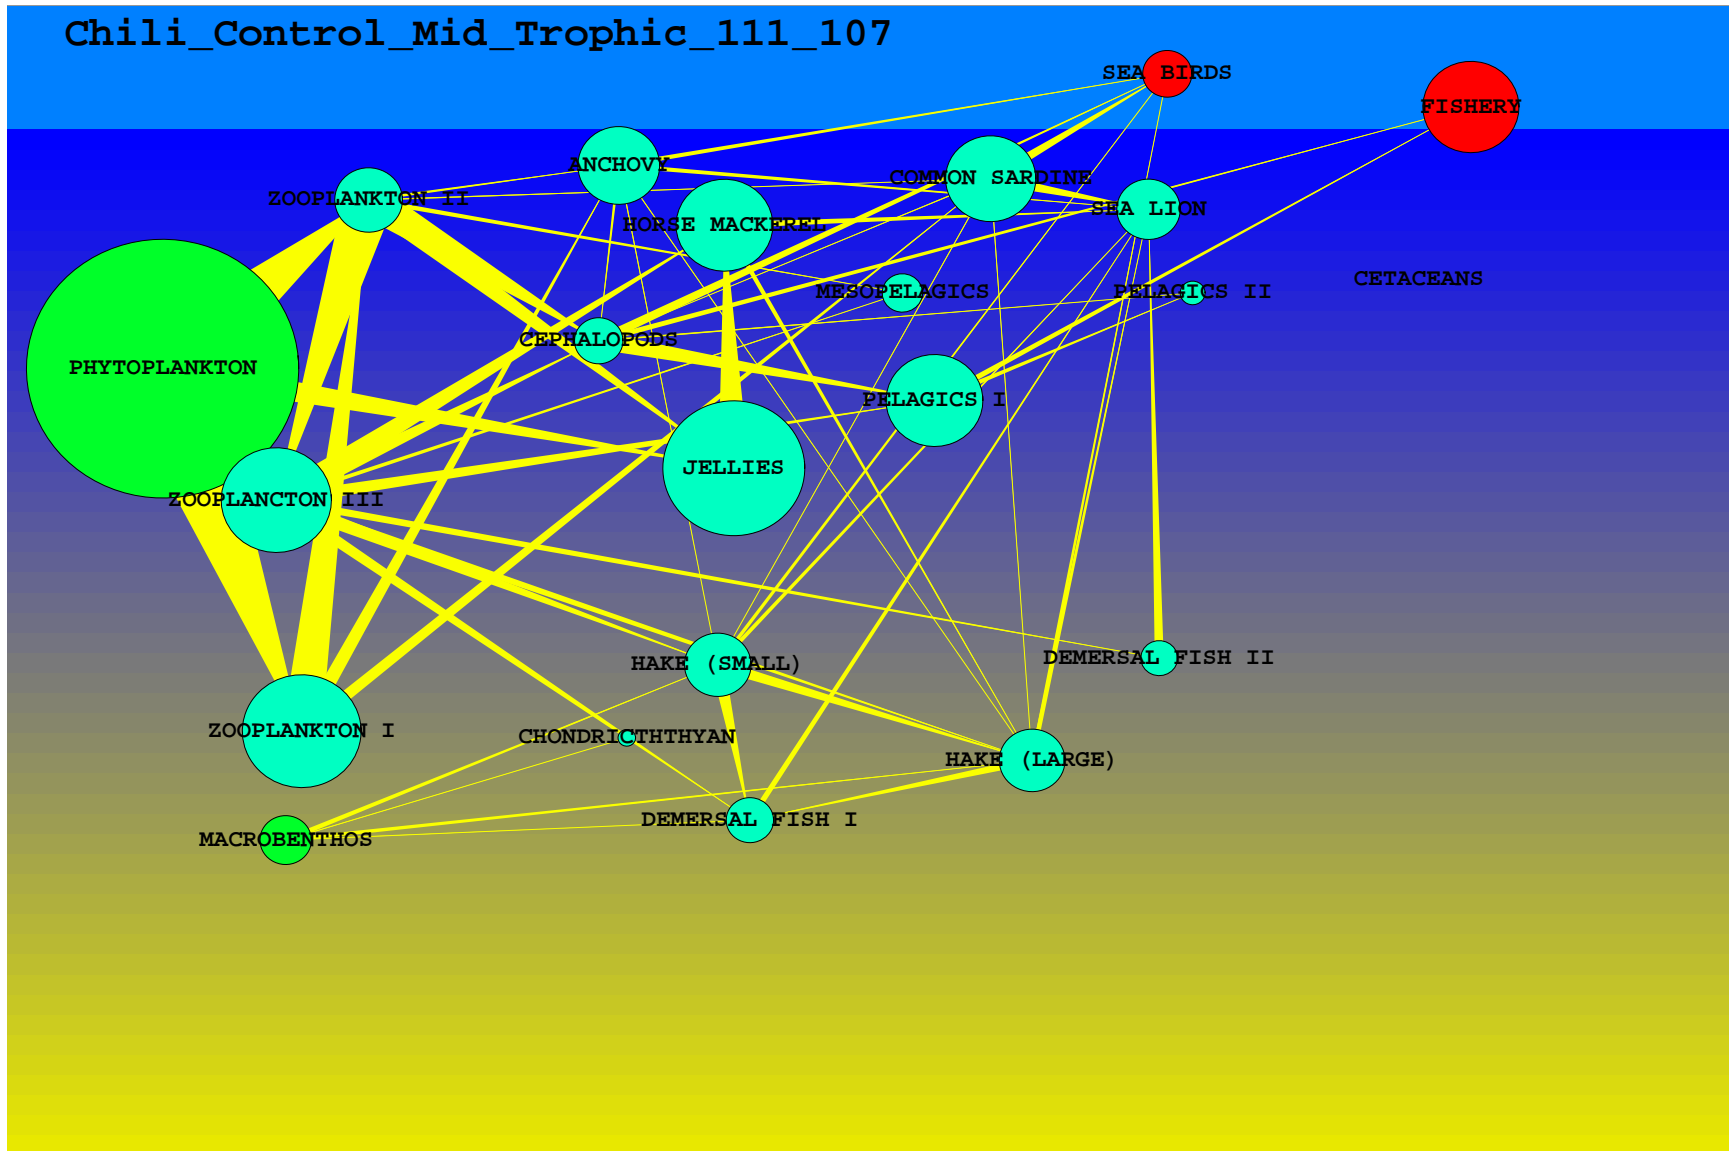 Chili_Control_Mid_Trophic_111_107
SEA BIRDS
FISHERY
ANCHOVY
COMMON SARDINE
ZOOPLANKTON II
SEA LION
HORSE MACKEREL
CETACEANS
MESOPELAGICS
PELAGICS II
CEPHALOPODS
PHYTOPLANKTON
PELAGICS I
JELLIES
ZOOPLANCTON III
HAKE (SMALL)
DEMERSAL FISH II
ZOOPLANKTON I
CHONDRICTHTHYAN
HAKE (LARGE)
DEMERSAL FISH I
MACROBENTHOS